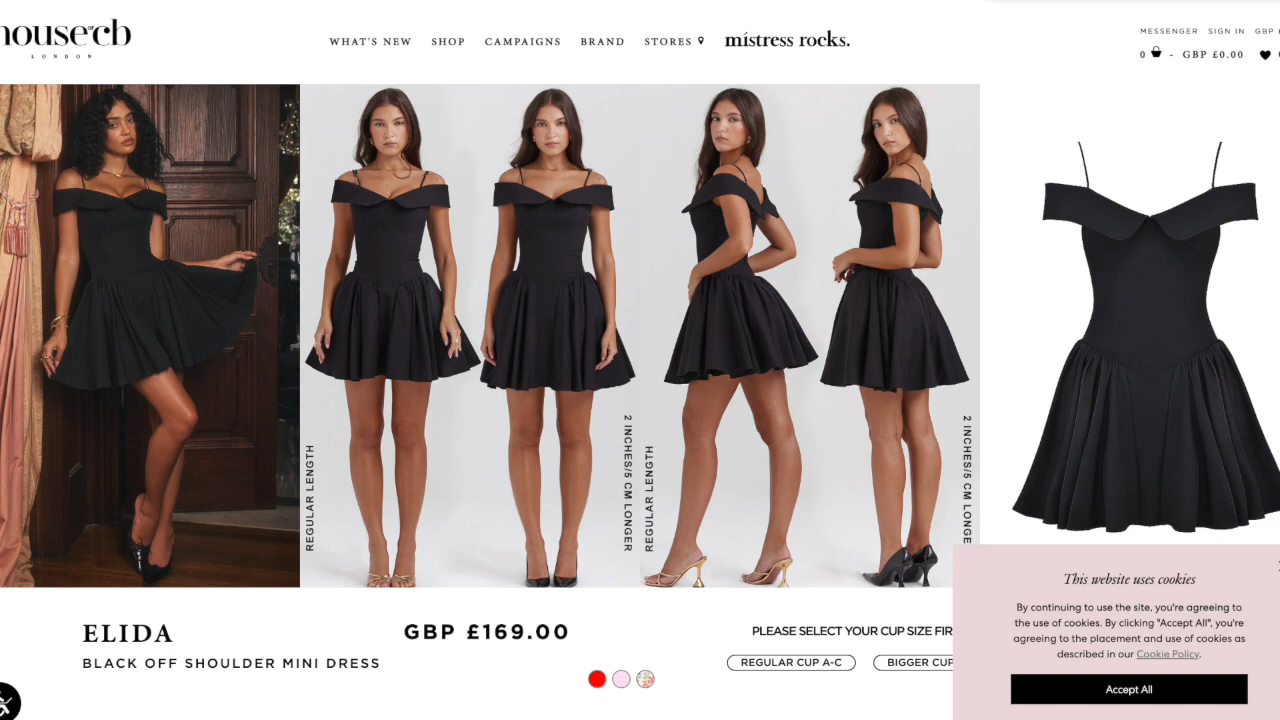 housecb
LONDON
WHAT'S NEW
SHOP
CAMPAIGNS
BRAND
STORES
místress rocks.
MESSENGER SIGN IN GBP
0 - GBP £0.00
REGULAR LENGTH
2 INCHES/5 CM LONGER
REGULAR LENGTH
2 INCHES/5 CM LONGE
ELIDA
BLACK OFF SHOULDER MINI DRESS
GBP £169.00
PLEASE SELECT YOUR CUP SIZE FIR
REGULAR CUP A-C
BIGGER CUP
This website uses cookies
By continuing to use the site, you're agreeing to
the use of cookies. By clicking "Accept All", you're
agreeing to the placement and use of cookies as
described in our Cookie Policy.
Accept All